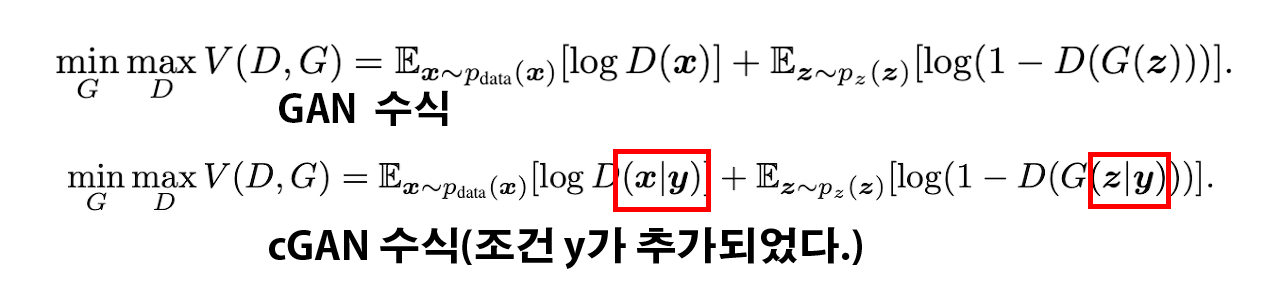 min_G max_D V(D, G) = 𝔼_{x∼p_data(x)}[log D(x)] + 𝔼_{z∼p_z(z)}[log(1 − D(G(z)))].
GAN 수식
min_G max_D V(D, G) = 𝔼_{x∼p_data(x)}[log D(x|y)] + 𝔼_{z∼p_z(z)}[log(1 − D(G(z|y)))].
cGAN 수식(조건 y가 추가되었다.)